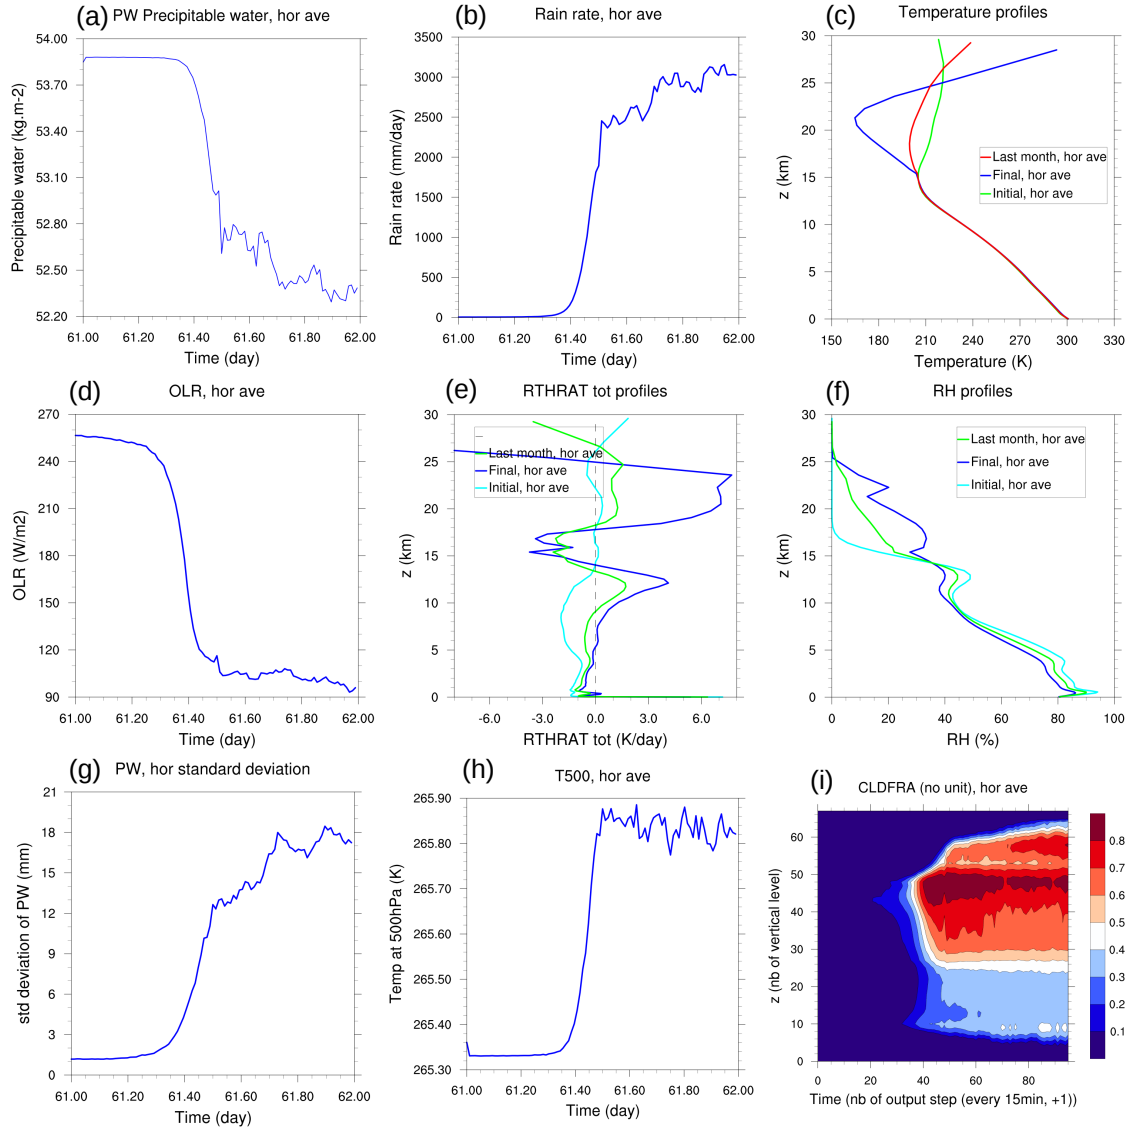 (a) PW Precipitable water, hor ave
54.00
53.70
53.40
53.10
52.80
52.50
52.20
Precipitable water (kg.m-2)
61.00 61.20 61.40 61.60 61.80 62.00
Time (day)
(b) Rain rate, hor ave
3500
3000
2500
2000
1500
1000
500
0
Rain rate (mm/day)
61.00 61.20 61.40 61.60 61.80 62.00
Time (day)
(c) Temperature profiles
30
25
20
15
10
5
0
z (km)
Last month, hor ave
Final, hor ave
Initial, hor ave
150 180 210 240 270 300 330
Temperature (K)
(d) OLR, hor ave
270
240
210
180
150
120
90
OLR (W/m2)
61.00 61.20 61.40 61.60 61.80 62.00
Time (day)
(e) RTHRAT tot profiles
30
25
20
15
10
5
0
z (km)
Last month, hor ave
Final, hor ave
Initial, hor ave
-6.0 -3.0 0.0 3.0 6.0
RTHRAT tot (K/day)
(f) RH profiles
30
25
20
15
10
5
0
z (km)
Last month, hor ave
Final, hor ave
Initial, hor ave
0 20 40 60 80 100
RH (%)
(g) PW, hor standard deviation
21
18
15
12
9
6
3
0
std deviation of PW (mm)
61.00 61.20 61.40 61.60 61.80 62.00
Time (day)
(h) T500, hor ave
265.90
265.80
265.70
265.60
265.50
265.40
265.30
Temp at 500hPa (K)
61.00 61.20 61.40 61.60 61.80 62.00
Time (day)
(i) CLDFRA (no unit), hor ave
60
50
40
30
20
10
0
z (nb of vertical level)
0 20 40 60 80
Time (nb of output step (every 15min, +1))
0.8
0.7
0.6
0.5
0.4
0.3
0.2
0.1